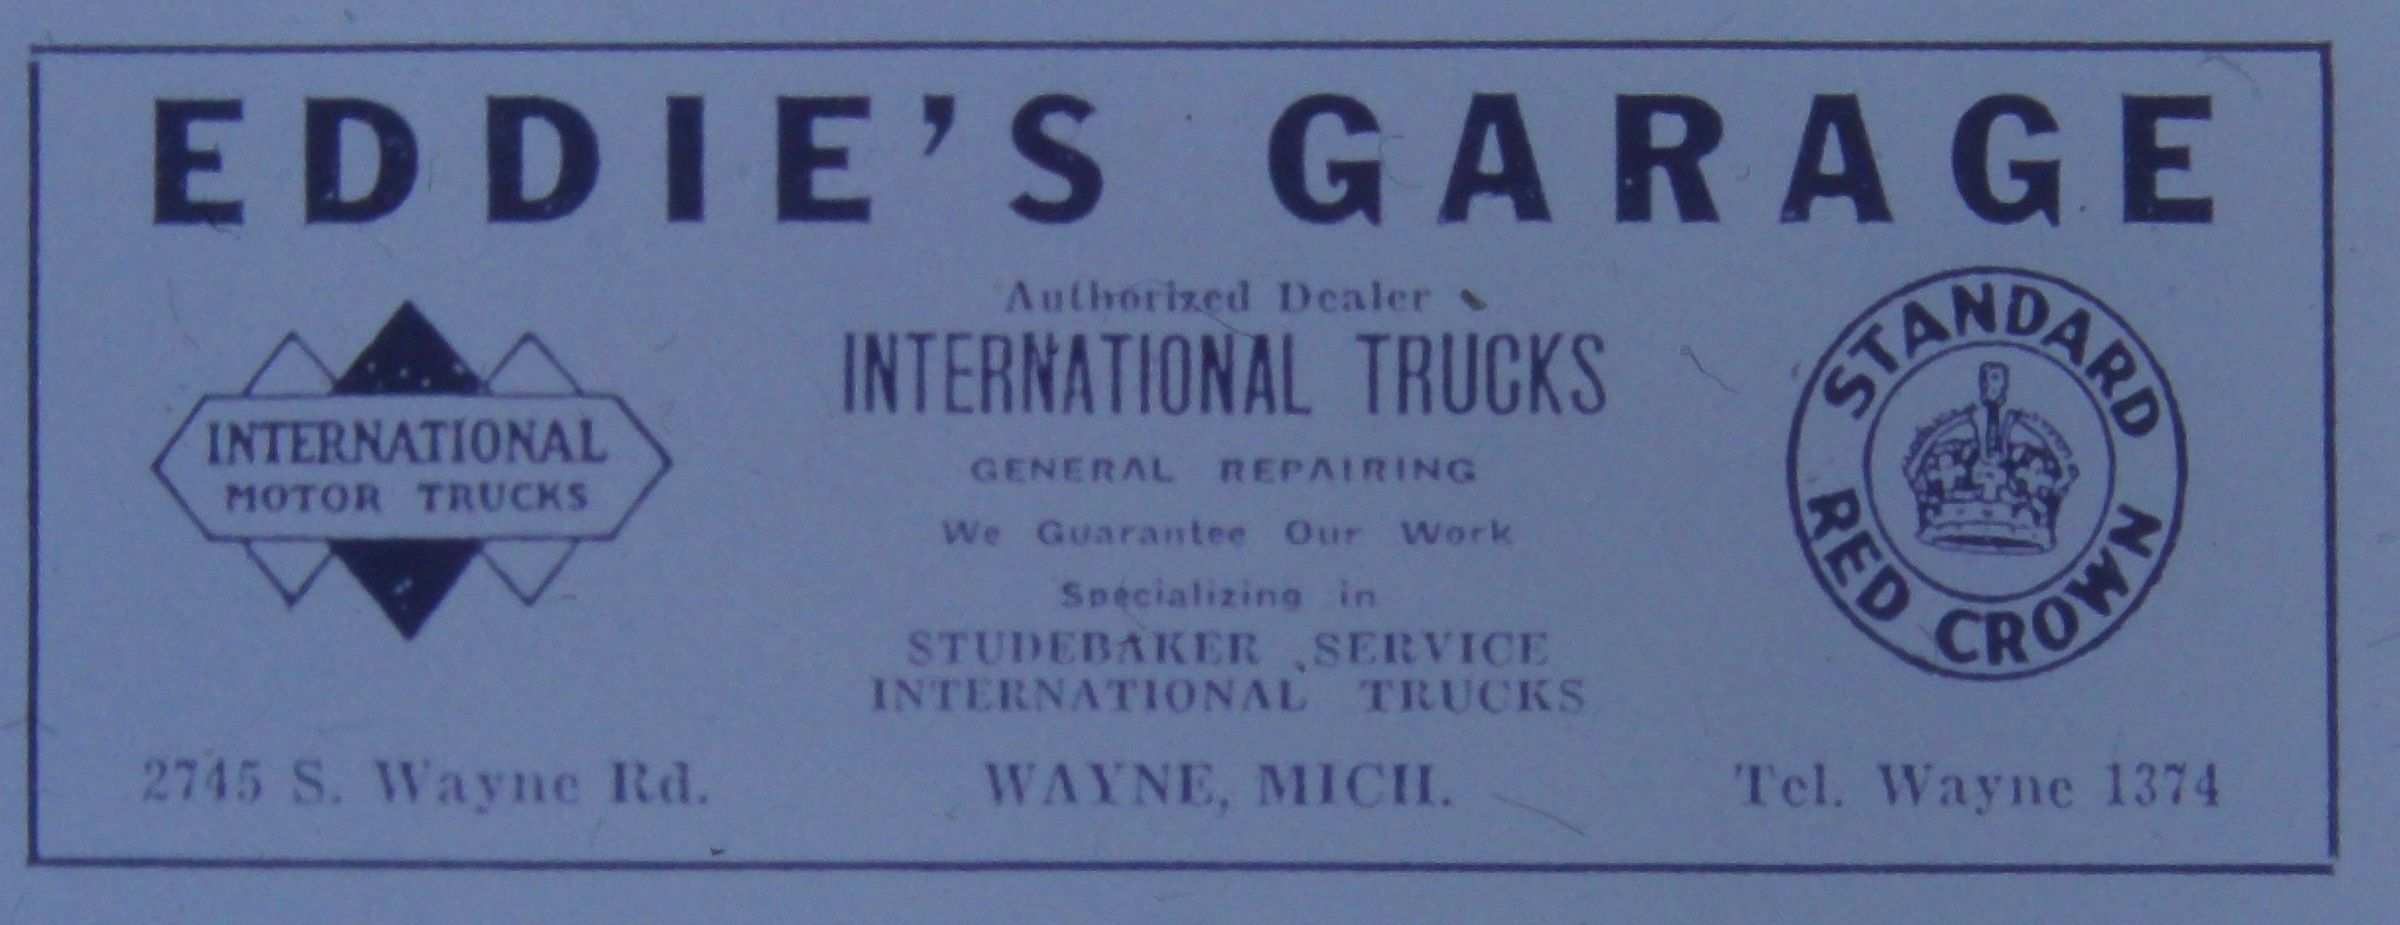 EDDIE'S GARAGE
INTERNATIONAL
MOTOR TRUCKS
Authorized Dealer
INTERNATIONAL TRUCKS
GENERAL REPAIRING
We Guarantee Our Work
Specializing in
STUDEBAKER SERVICE
INTERNATIONAL TRUCKS
STANDARD
RED CROWN
2745 S. Wayne Rd.
WAYNE, MICH.
Tel. Wayne 1374